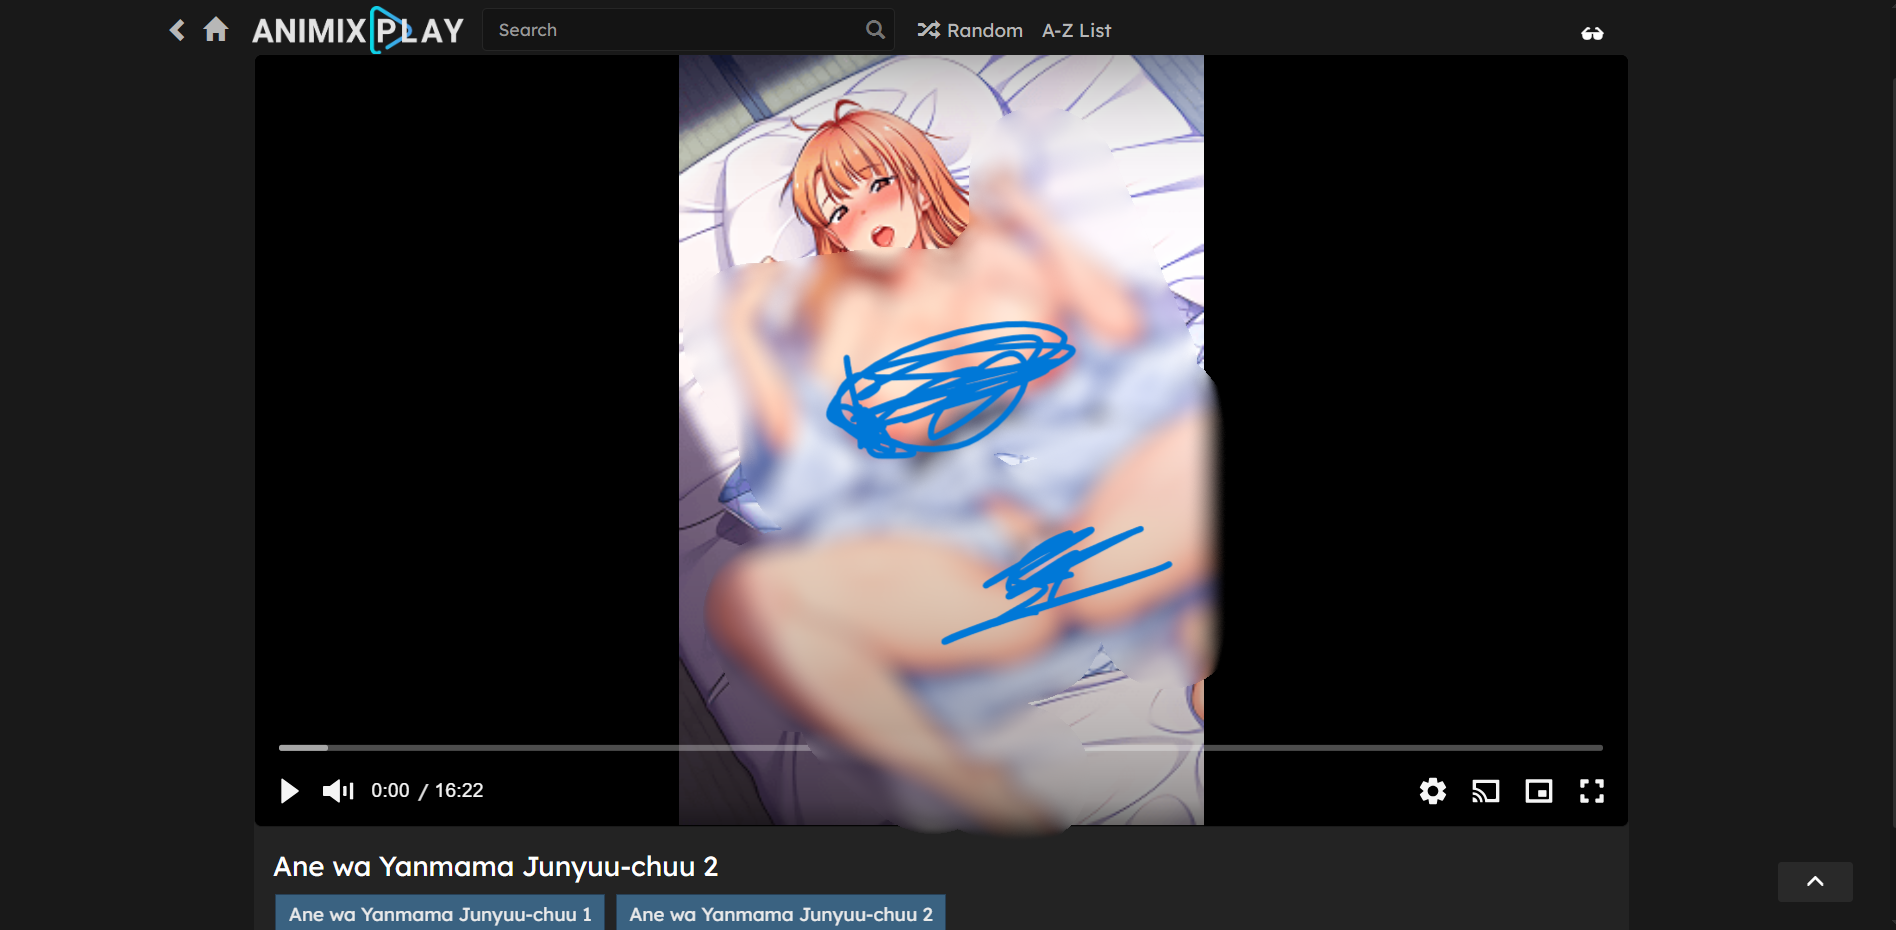 ANIMIXPLAY
Search
Random
A-Z List
0:00 / 16:22
Ane wa Yanmama Junyuu-chuu 2
Ane wa Yanmama Junyuu-chuu 1
Ane wa Yanmama Junyuu-chuu 2